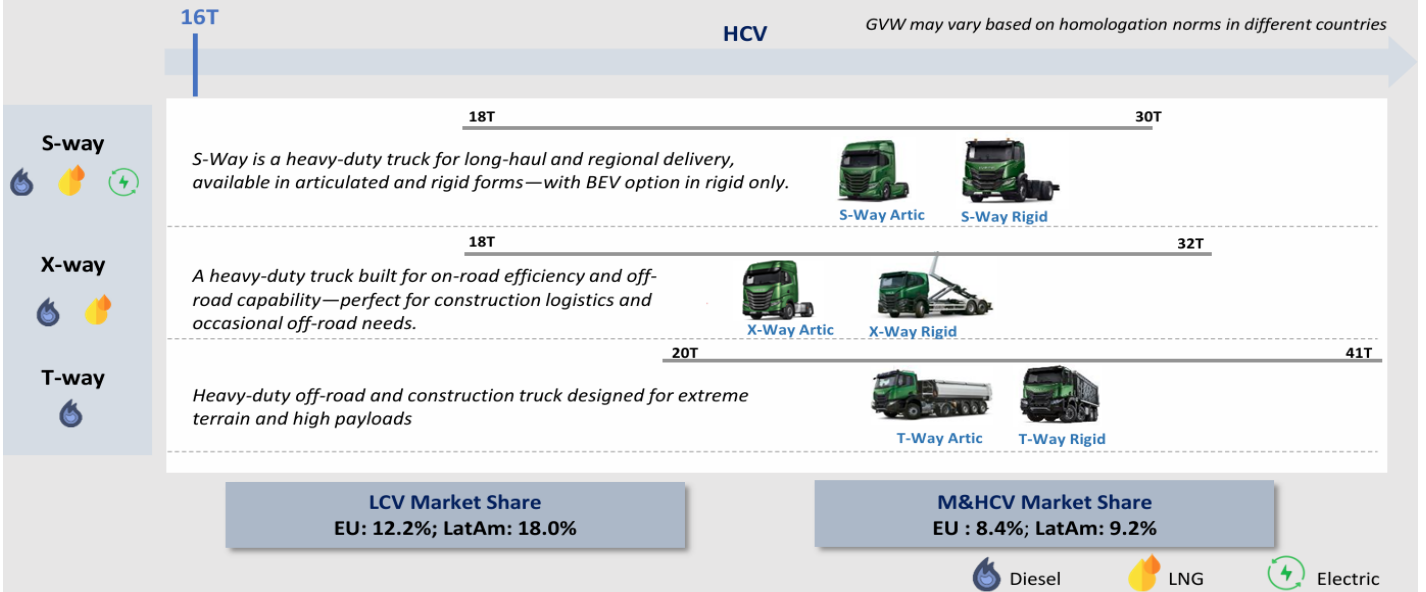 16T
HCV
GVW may vary based on homologation norms in different countries
S-way
18T
30T
S-Way is a heavy-duty truck for long-haul and regional delivery,
available in articulated and rigid forms—with BEV option in rigid only.
S-Way Artic
S-Way Rigid
X-way
18T
32T
A heavy-duty truck built for on-road efficiency and off-
road capability—perfect for construction logistics and
occasional off-road needs.
X-Way Artic
X-Way Rigid
T-way
20T
41T
Heavy-duty off-road and construction truck designed for extreme
terrain and high payloads
T-Way Artic
T-Way Rigid
LCV Market Share
EU: 12.2%; LatAm: 18.0%
M&HCV Market Share
EU : 8.4%; LatAm: 9.2%
Diesel
LNG
Electric